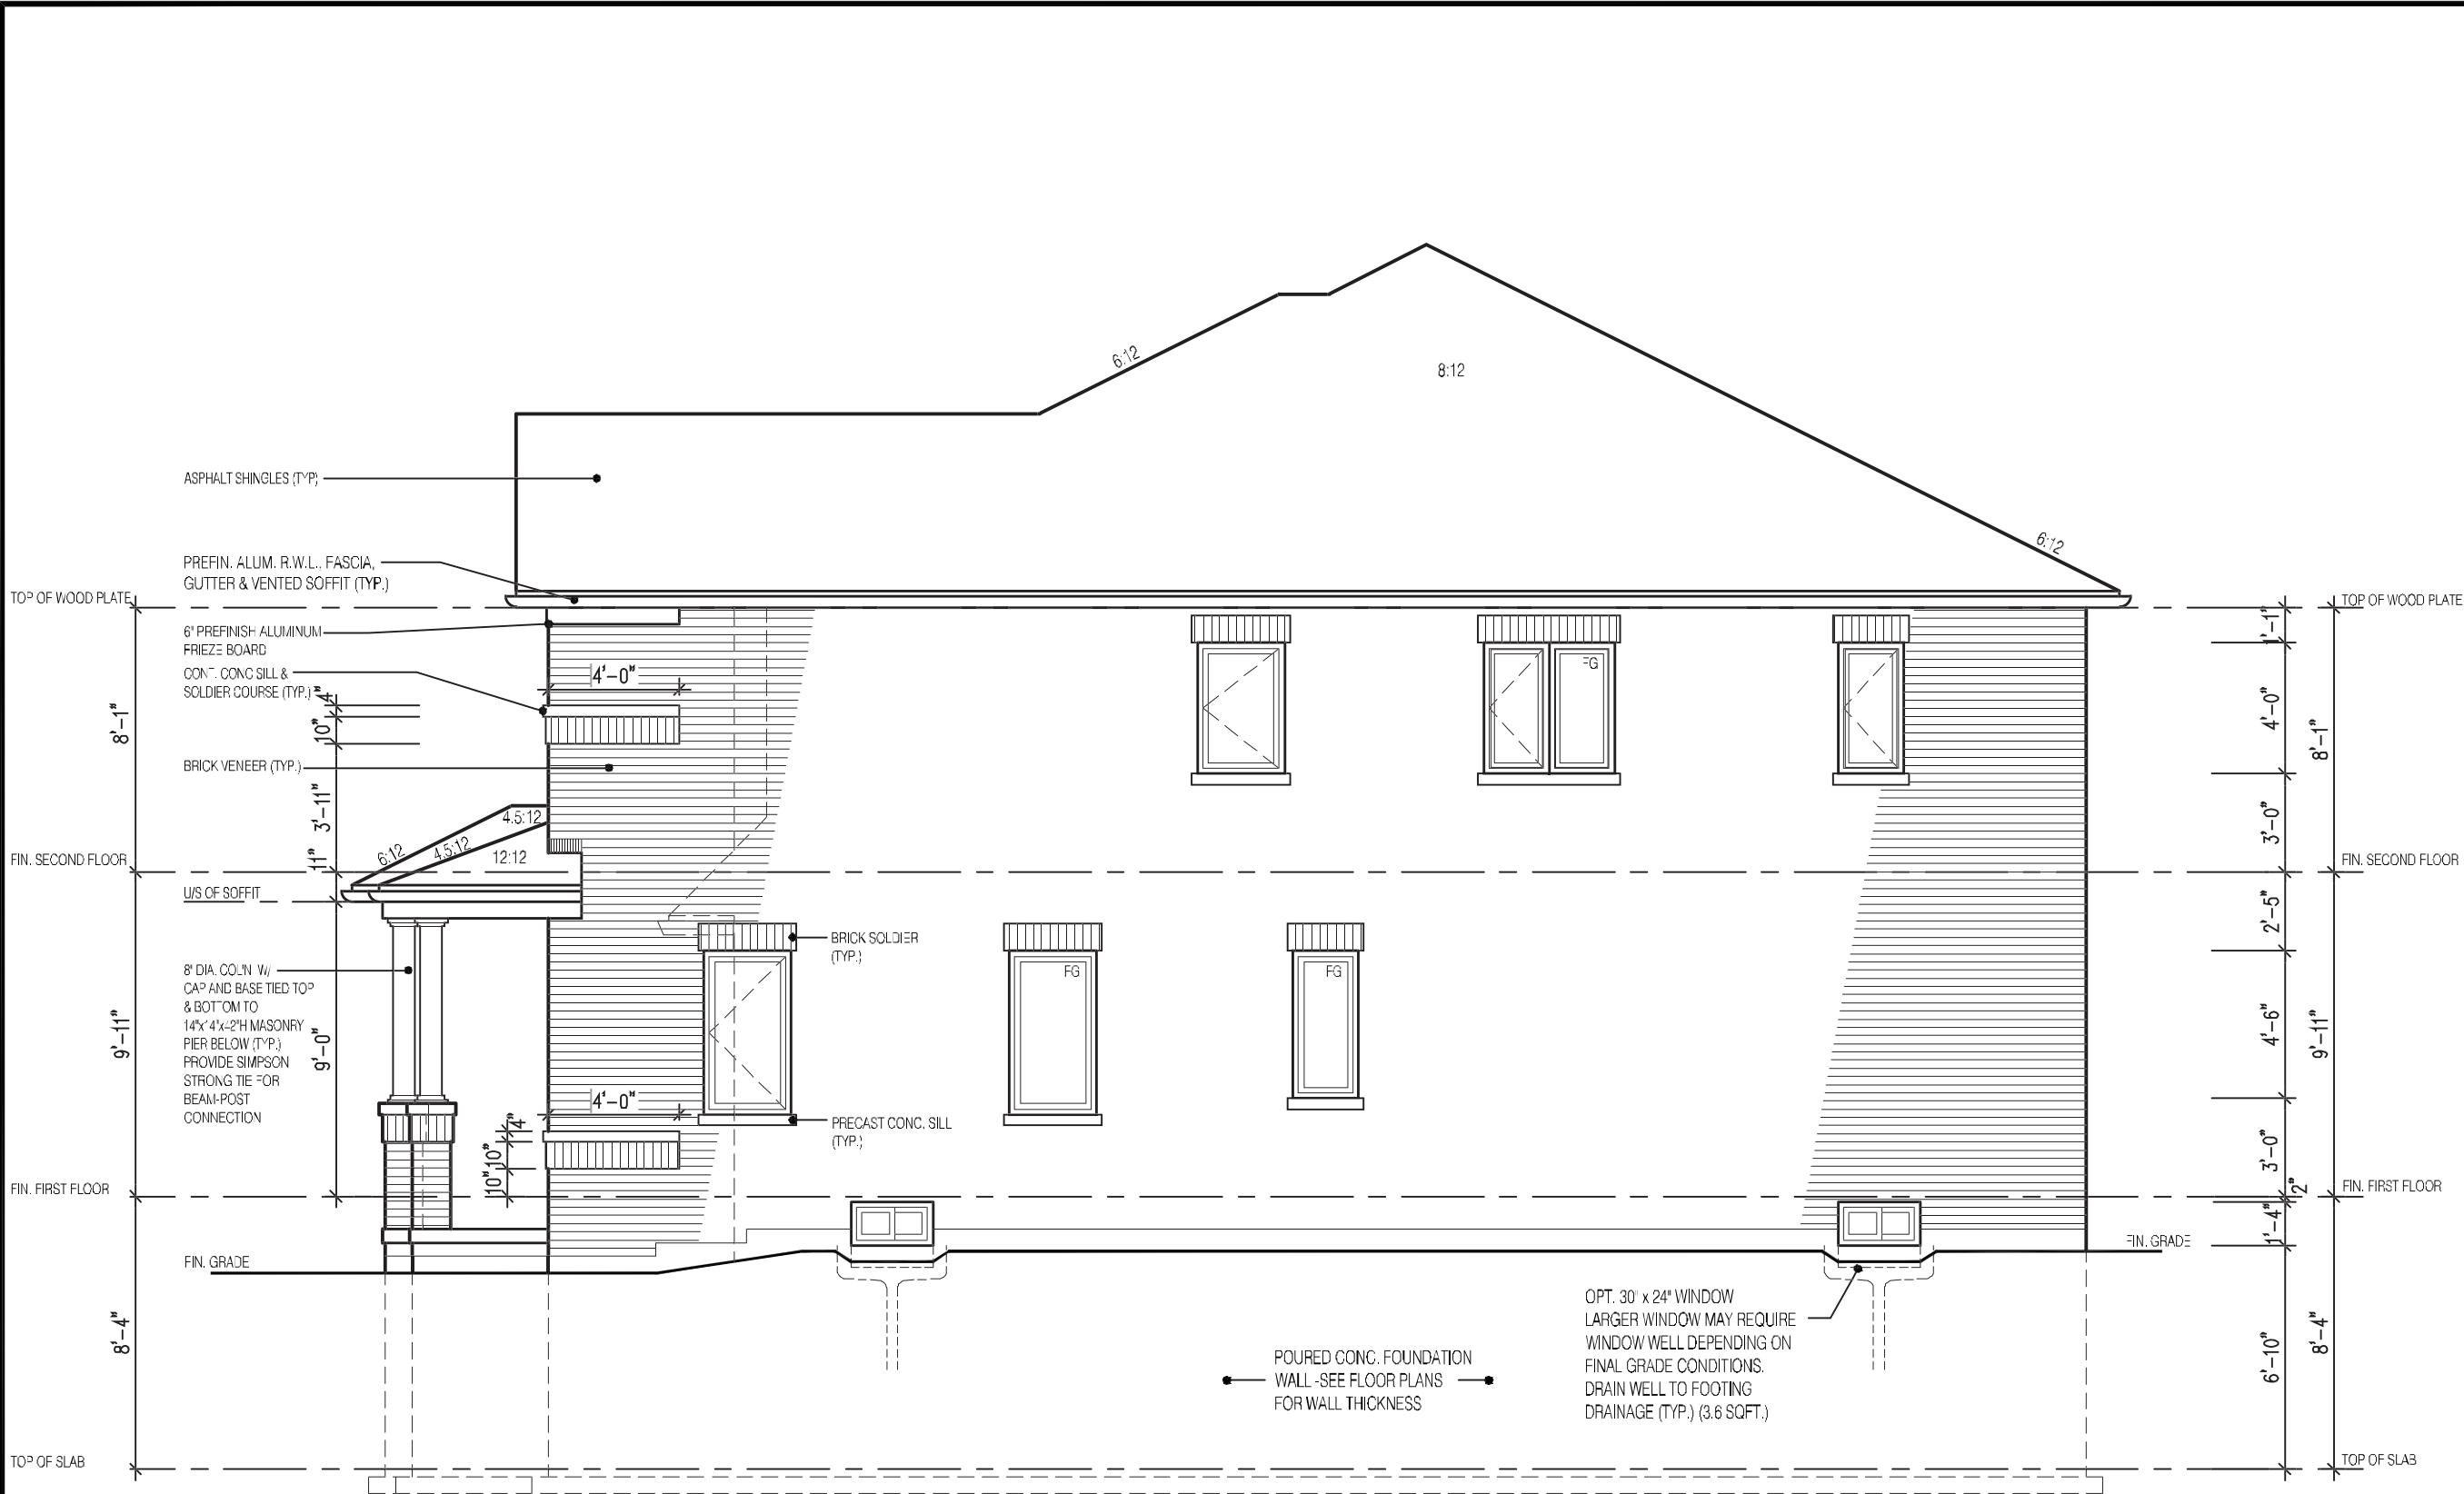 6:12
8:12
ASPHALT SHINGLES (TYP)
6:12
PREFIN. ALUM. R.W.L., FASCIA,
GUTTER & VENTED SOFFIT (TYP.)
TOP OF WOOD PLATE
TOP OF WOOD PLATE
6" PREFINISH ALUMINUM
FRIEZE BOARD
1'-1"
CONT. CONC SILL &
SOLDIER COURSE (TYP.)
4"
4'-0"
FG
10"
8'-1"
4'-0"
8'-1"
BRICK VENEER (TYP.)
3'-11"
4.5:12
6:12
4.5:12
12:12
3'-0"
FIN. SECOND FLOOR
11"
FIN. SECOND FLOOR
U/S OF SOFFIT
2'-5"
BRICK SOLDIER
(TYP.)
FG
FG
8" DIA. COL'N W/
CAP AND BASE TIED TOP
& BOTTOM TO
MASONRY
PIER BELOW (TYP.)
PROVIDE SIMPSON
STRONG TIE FOR
BEAM-POST
CONNECTION
9'-11"
9'-0"
4'-6"
9'-11"
4'-0"
4"
PRECAST CONC. SILL
(TYP.)
10"
10"
3'-0"
2"
FIN. FIRST FLOOR
FIN. FIRST FLOOR
1'-4"
FIN. GRADE
FIN. GRADE
8'-4"
OPT. 30" x 24" WINDOW
LARGER WINDOW MAY REQUIRE
WINDOW WELL DEPENDING ON
FINAL GRADE CONDITIONS.
DRAIN WELL TO FOOTING
DRAINAGE (TYP.) (3.6 SQFT.)
POURED CONC. FOUNDATION
WALL -SEE FLOOR PLANS
FOR WALL THICKNESS
6'-10"
8'-4"
TOP OF SLAB
TOP OF SLAB